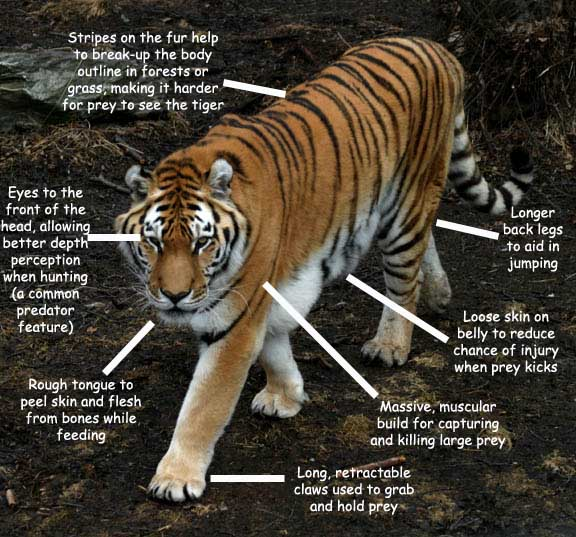 Stripes on the fur help
to break-up the body
outline in forests or
grass, making it harder
for prey to see the tiger
Eyes to the
front of the
head, allowing
better depth
perception
when hunting
(a common
predator
feature)
Longer
back legs
to aid in
jumping
Loose skin on
belly to reduce
chance of injury
when prey kicks
Rough tongue to
peel skin and flesh
from bones while
feeding
Massive, muscular
build for capturing
and killing large prey
Long, retractable
claws used to grab
and hold prey